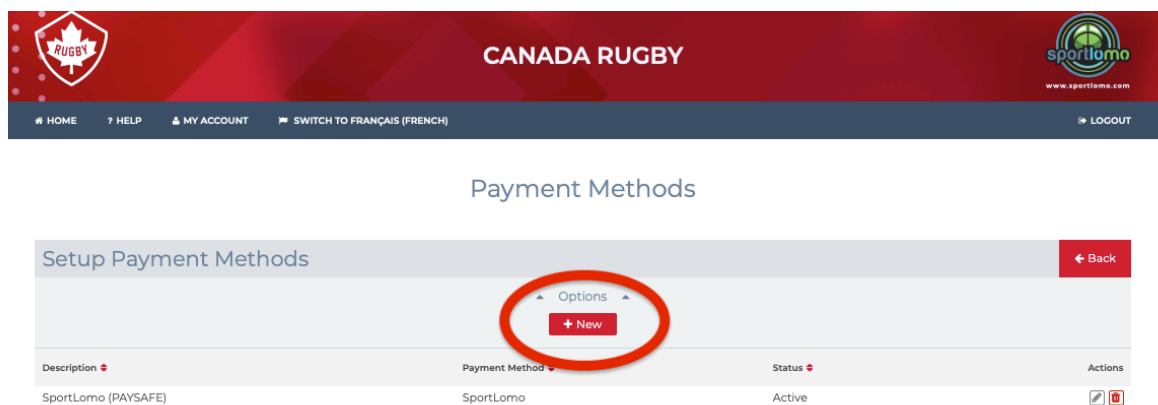 RUGBY
CANADA RUGBY
sportlomo
www.sportlomo.com
HOME ? HELP MY ACCOUNT SWITCH TO FRANÇAIS (FRENCH) LOGOUT
Payment Methods
Setup Payment Methods
Back
Options
+ New
Description Payment Method Status Actions
SportLomo (PAYSAFE) SportLomo Active